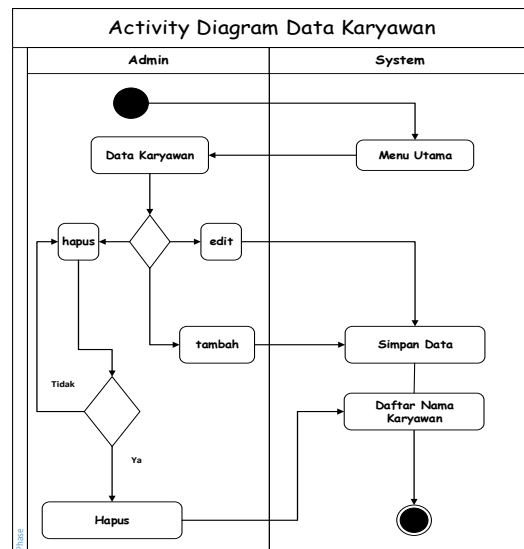 Activity Diagram Data Karyawan
Admin
System
Data Karyawan
Menu Utama
hapus
edit
tambah
Simpan Data
Tidak
Daftar Nama
Karyawan
Ya
Hapus
Phase